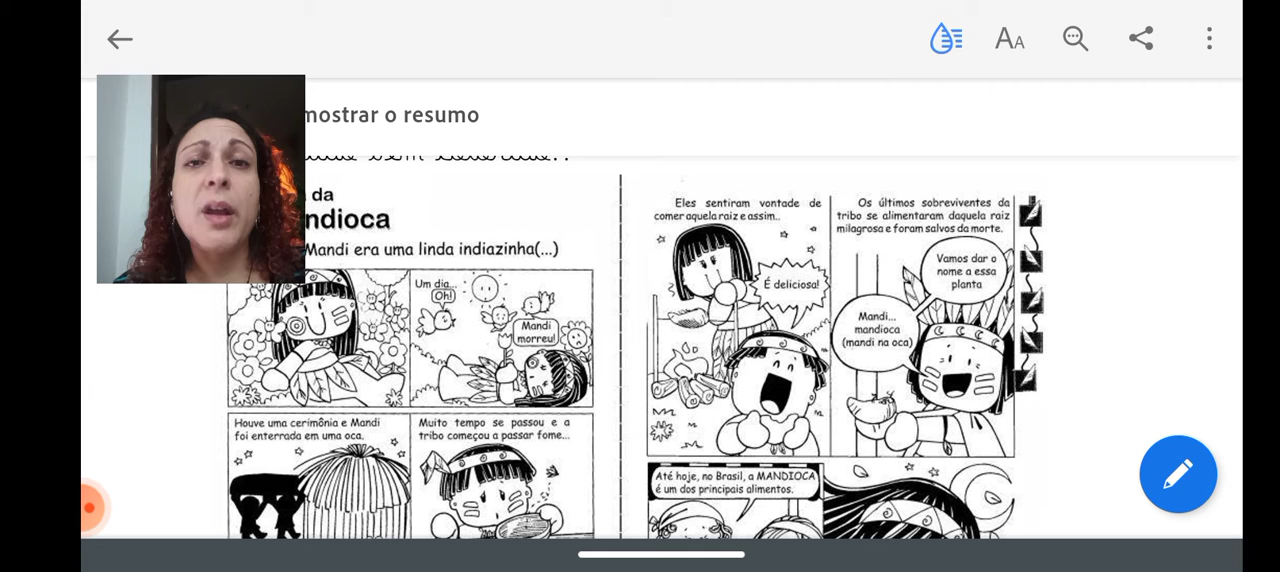 AA
mostrar o resumo
da
ndioca
Mandi era uma linda indiazinha(...)
Um dia...
Oh!
Mandi
morreu!
Houve uma cerimônia e Mandi
foi enterrada em uma oca.
Muito tempo se passou e a
tribo começou a passar fome...
Eles sentiram vontade de
comer aquela raiz e assim..
É deliciosa!
Os últimos sobreviventes da
tribo se alimentaram daquela raiz
milagrosa e foram salvos da morte.
Vamos dar o
nome a essa
planta
Mandi...
mandioca
(mandi na oca)
Até hoje, no Brasil, a MANDIOCA
é um dos principais alimentos.